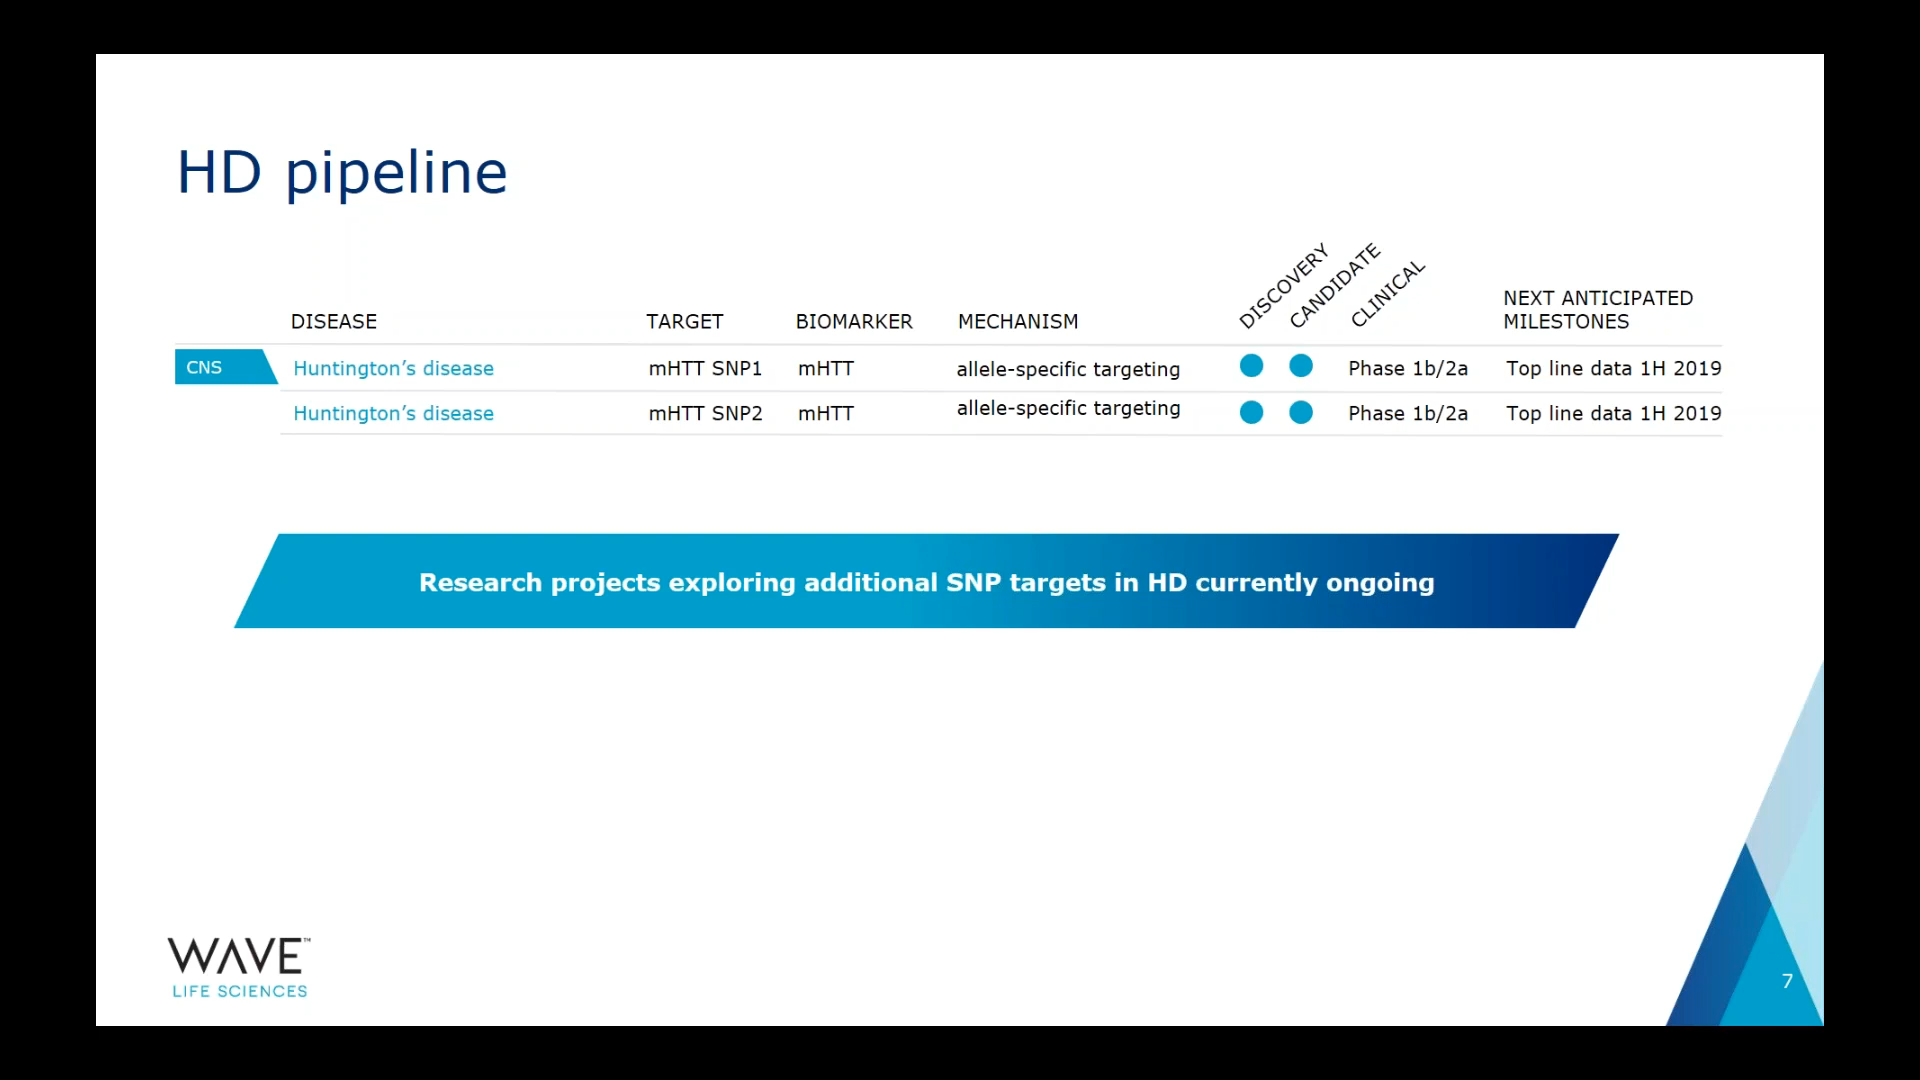 HD pipeline
DISCOVERY
CANDIDATE
CLINICAL
DISEASE TARGET BIOMARKER MECHANISM NEXT ANTICIPATED
MILESTONES
CNS Huntington’s disease mHTT SNP1 mHTT allele-specific targeting Phase 1b/2a Top line data 1H 2019
Huntington’s disease mHTT SNP2 mHTT allele-specific targeting Phase 1b/2a Top line data 1H 2019
Research projects exploring additional SNP targets in HD currently ongoing
WAVE™
LIFE SCIENCES
7